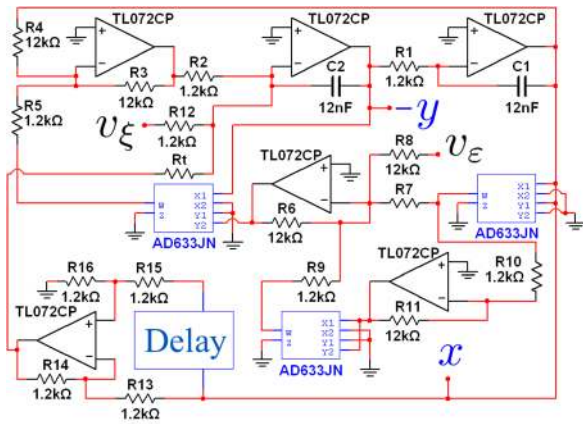 R4
12kΩ
TL072CP
R3
12kΩ
R2
1.2kΩ
TL072CP
C2
12nF
R1
1.2kΩ
TL072CP
C1
12nF
R5
1.2kΩ
R12
1.2kΩ
vξ
Rt
-y
TL072CP
R8
12kΩ
vε
R7
W
Z
X1
X2
Y1
Y2
AD633JN
R6
12kΩ
W
Z
X1
X2
Y1
Y2
AD633JN
R9
1.2kΩ
TL072CP
R10
1.2kΩ
R11
12kΩ
W
Z
X1
X2
Y1
Y2
AD633JN
R16
1.2kΩ
R15
1.2kΩ
TL072CP
Delay
R14
1.2kΩ
R13
1.2kΩ
x